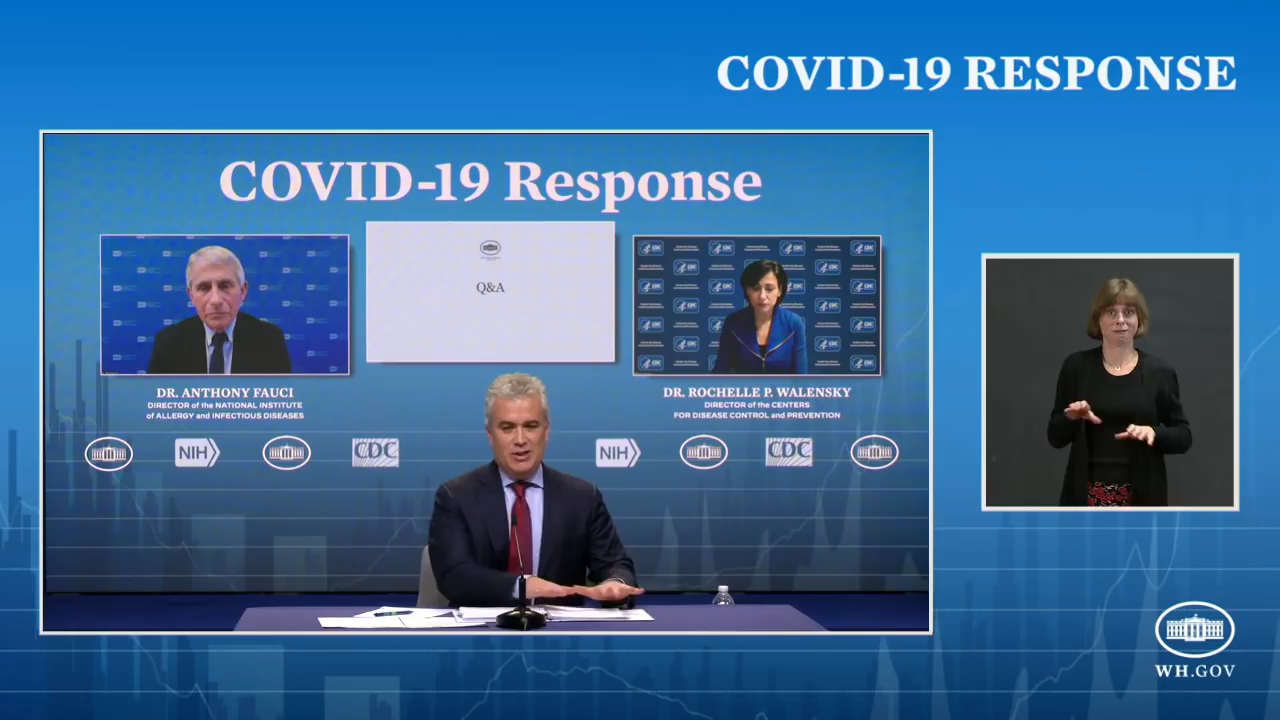 COVID-19 RESPONSE
COVID-19 Response
Q&A
DR. ANTHONY FAUCI
DIRECTOR of the NATIONAL INSTITUTE
of ALLERGY and INFECTIOUS DISEASES
DR. ROCHELLE P. WALENSKY
DIRECTOR of the CENTERS
FOR DISEASE CONTROL and PREVENTION
NIH
CDC
NIH
CDC
WH.GOV